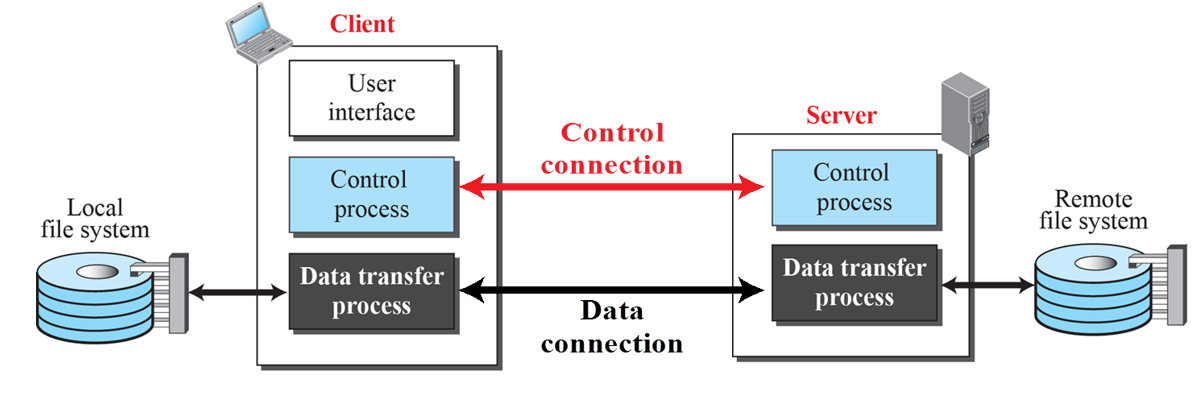 Client
User
interface
Control
process
Data transfer
process
Local
file system
Control
connection
Data
connection
Server
Control
process
Data transfer
process
Remote
file system